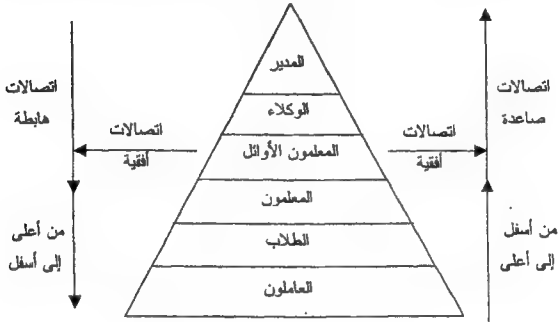 المدير
الوكلاء
المعلمون الأوائل
المعلمون
الطلاب
العاملون
اتصالات
صاعدة
من أسفل
إلى أعلى
اتصالات
أفقية
اتصالات
أفقية
اتصالات
هابطة
من أعلى
إلى أسفل